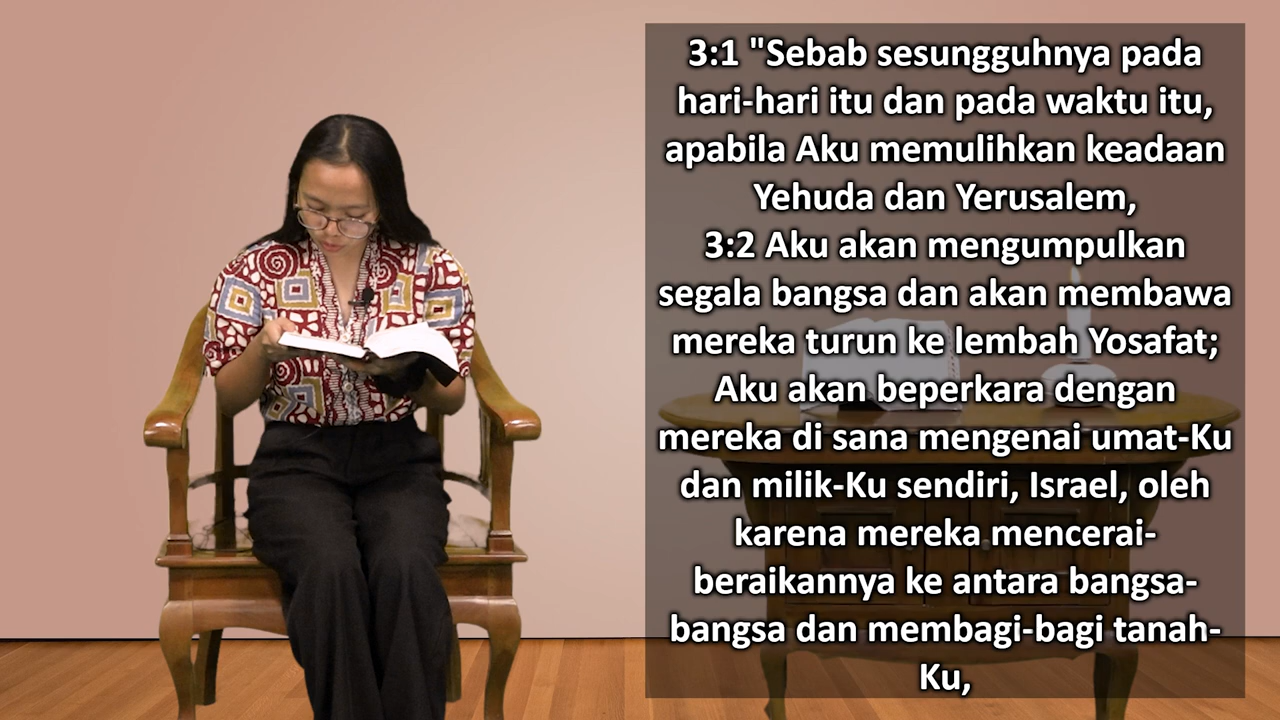 3:1 "Sebab sesungguhnya pada
hari-hari itu dan pada waktu itu,
apabila Aku memulihkan keadaan
Yehuda dan Yerusalem,
3:2 Aku akan mengumpulkan
segala bangsa dan akan membawa
mereka turun ke lembah Yosafat;
Aku akan beperkara dengan
mereka di sana mengenai umat-Ku
dan milik-Ku sendiri, Israel, oleh
karena mereka mencerai-
beraikannya ke antara bangsa-
bangsa dan membagi-bagi tanah-
Ku,